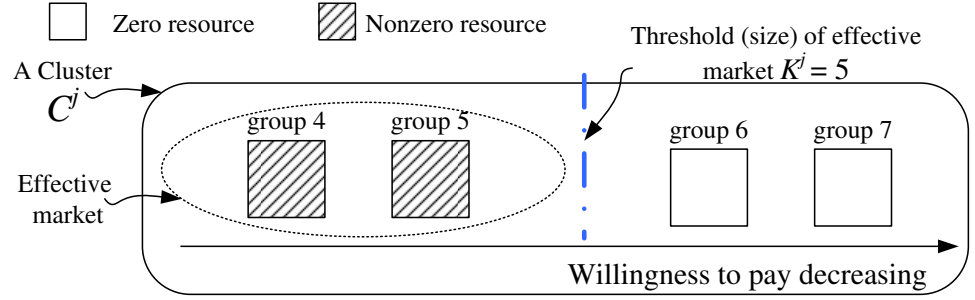 Zero resource
Nonzero resource
Threshold (size) of effective
market K^j = 5
A Cluster
C^j
group 4
group 5
group 6
group 7
Effective
market
Willingness to pay decreasing